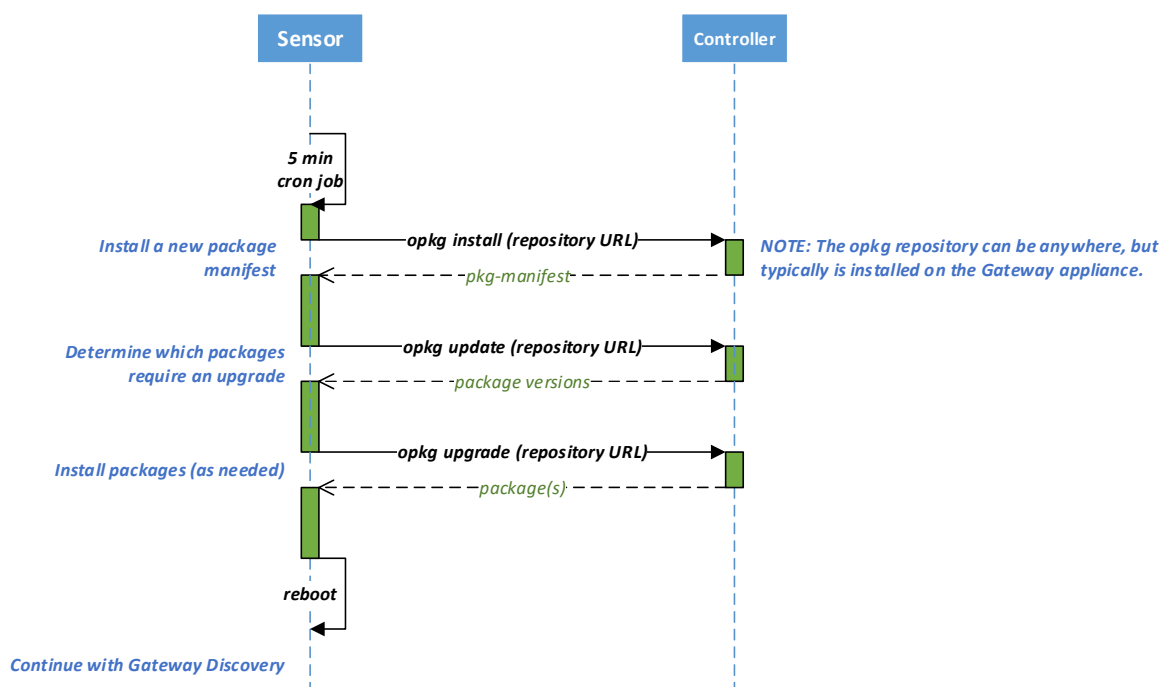 Sensor
Controller
5 min
cron job
Install a new package
manifest
opkg install (repository URL)
NOTE: The opkg repository can be anywhere, but
typically is installed on the Gateway appliance.
pkg-manifest
Determine which packages
require an upgrade
opkg update (repository URL)
package versions
opkg upgrade (repository URL)
Install packages (as needed)
package(s)
reboot
Continue with Gateway Discovery